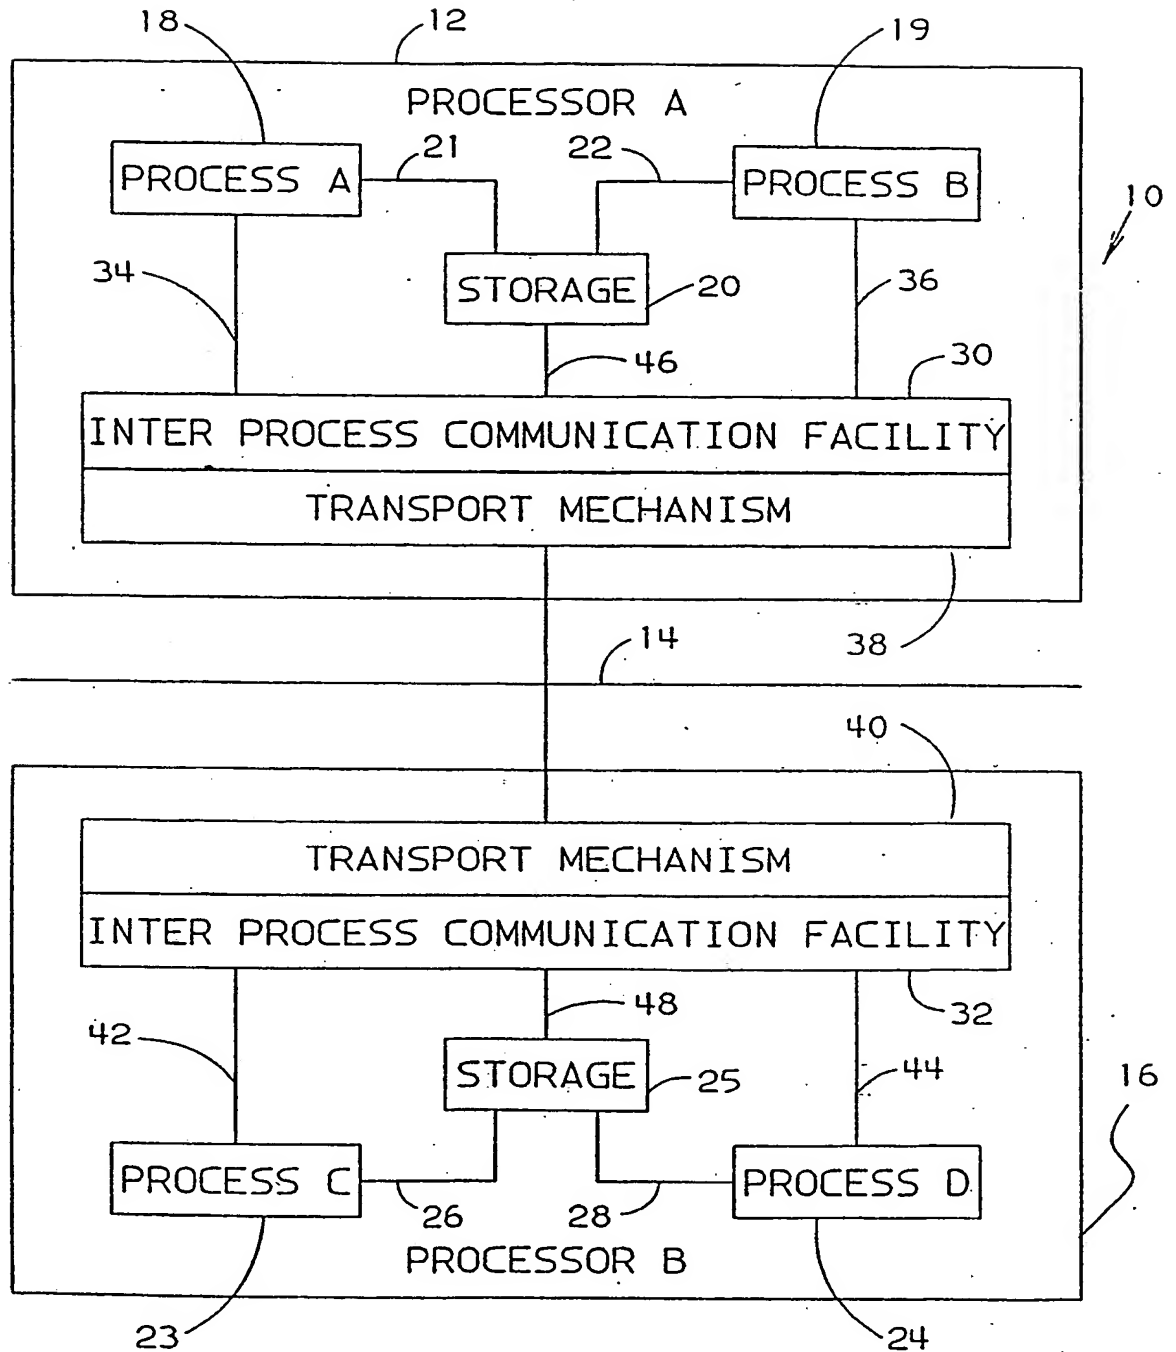 18
12
19
PROCESSOR A
21
22
PROCESS A
PROCESS B
10
34
STORAGE
20
36
46
30
INTER PROCESS COMMUNICATION FACILITY
TRANSPORT MECHANISM
14
38
40
TRANSPORT MECHANISM
INTER PROCESS COMMUNICATION FACILITY
48
32
42
STORAGE
25
44
16
PROCESS C
PROCESS D
26
28
PROCESSOR B
23
24